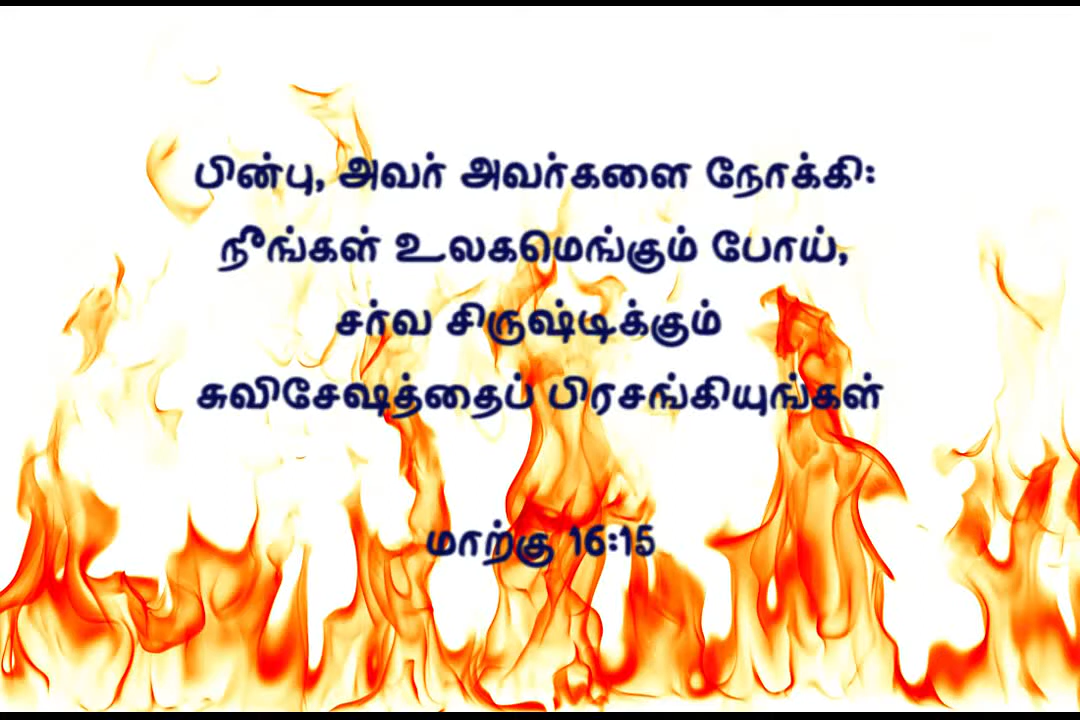 பின்பு, அவர் அவர்களை நோக்கி:
நீங்கள் உலகமெங்கும் போய்,
சர்வ சிருஷ்டிக்கும்
சுவிசேஷத்தைப் பிரசங்கியுங்கள்
மாற்கு 16:15